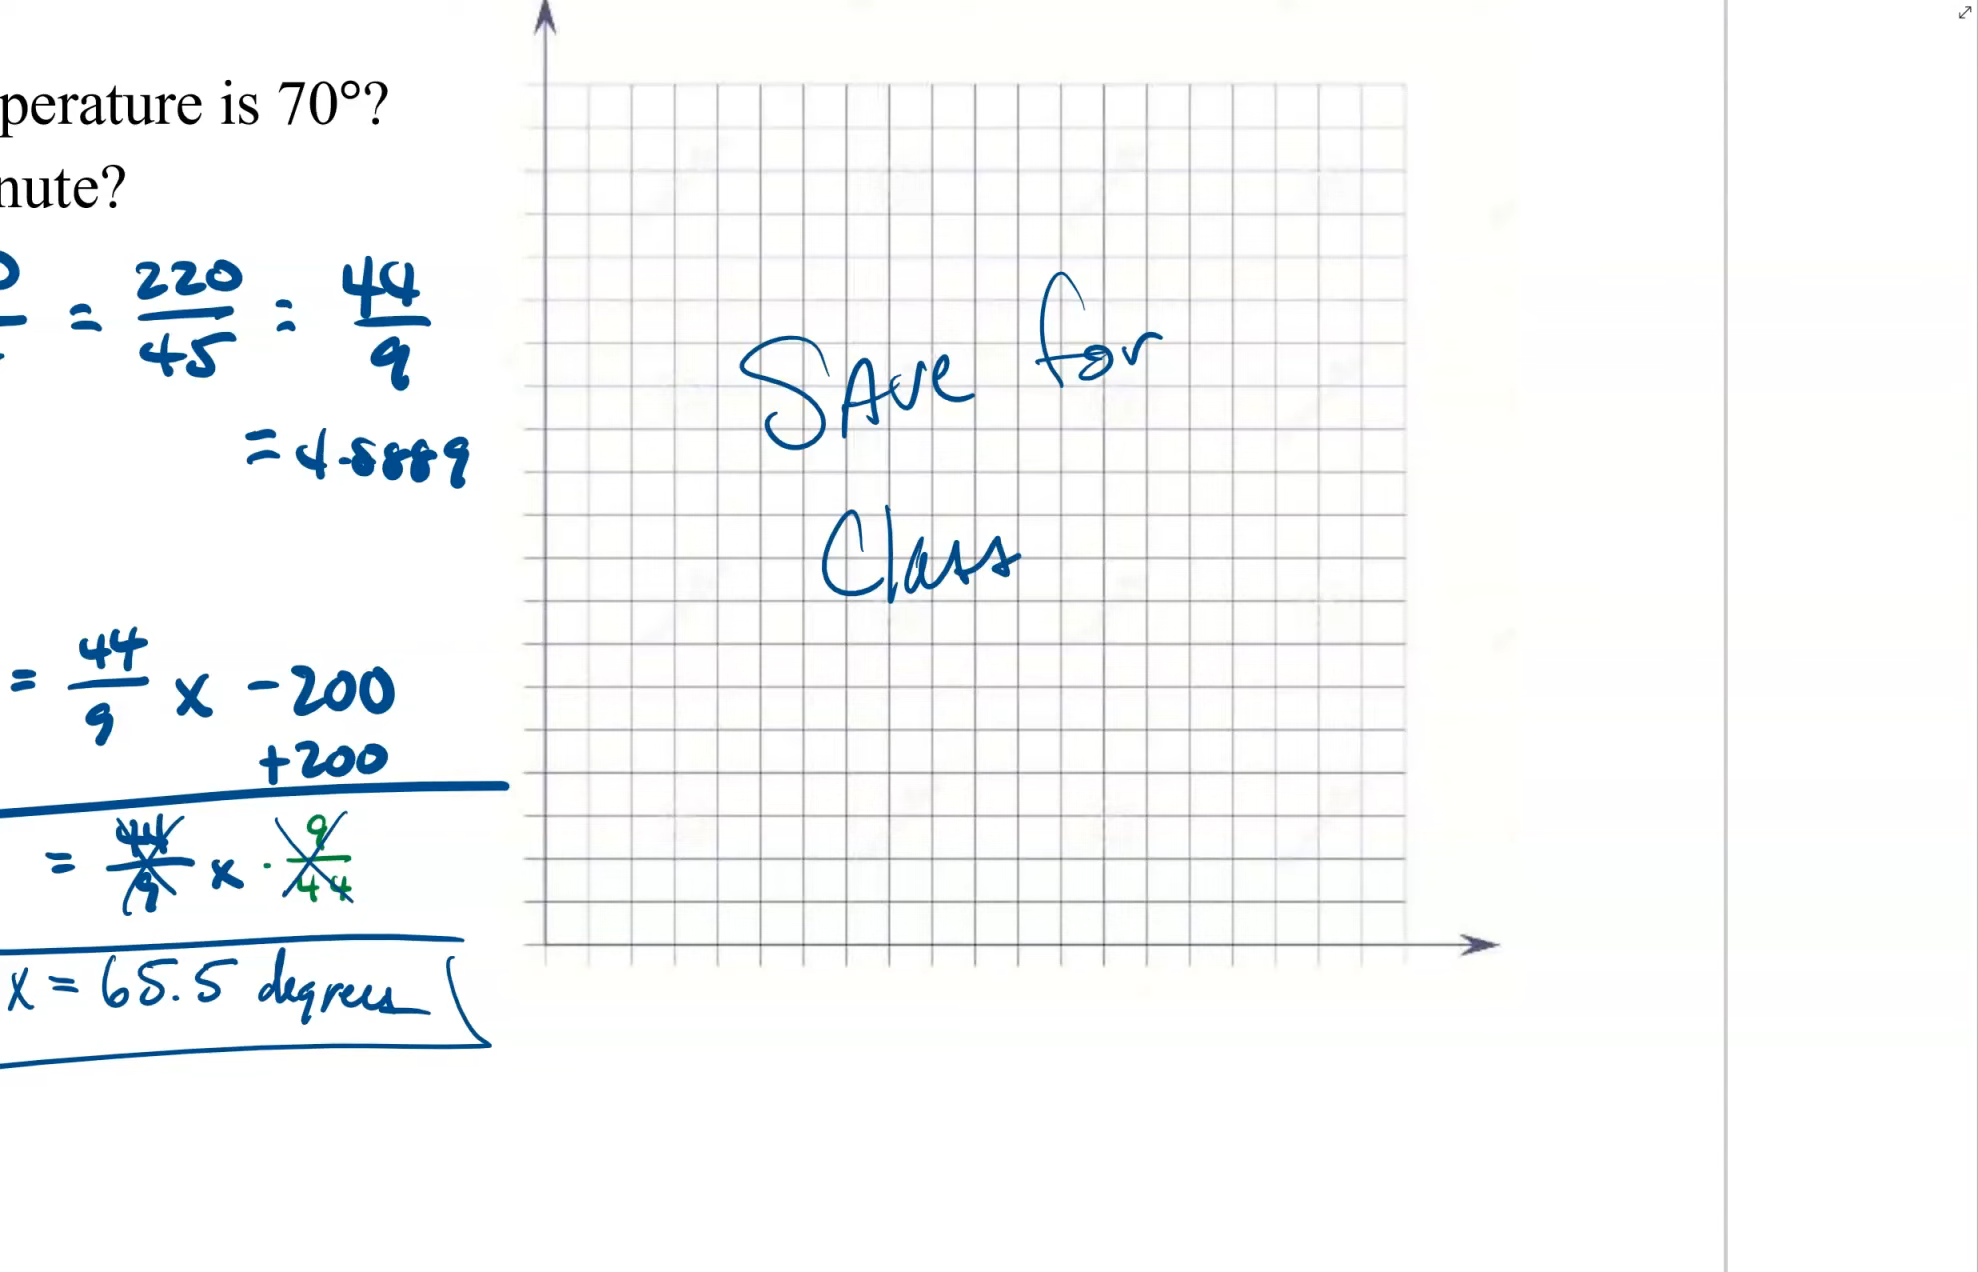 perature is 70°?
nute?
0 = 220/45 = 44/9
= 4.8889
= 44/9 x - 200
+200
= 44/9 x · 9/44
x = 65.5 degrees
Save for
Class